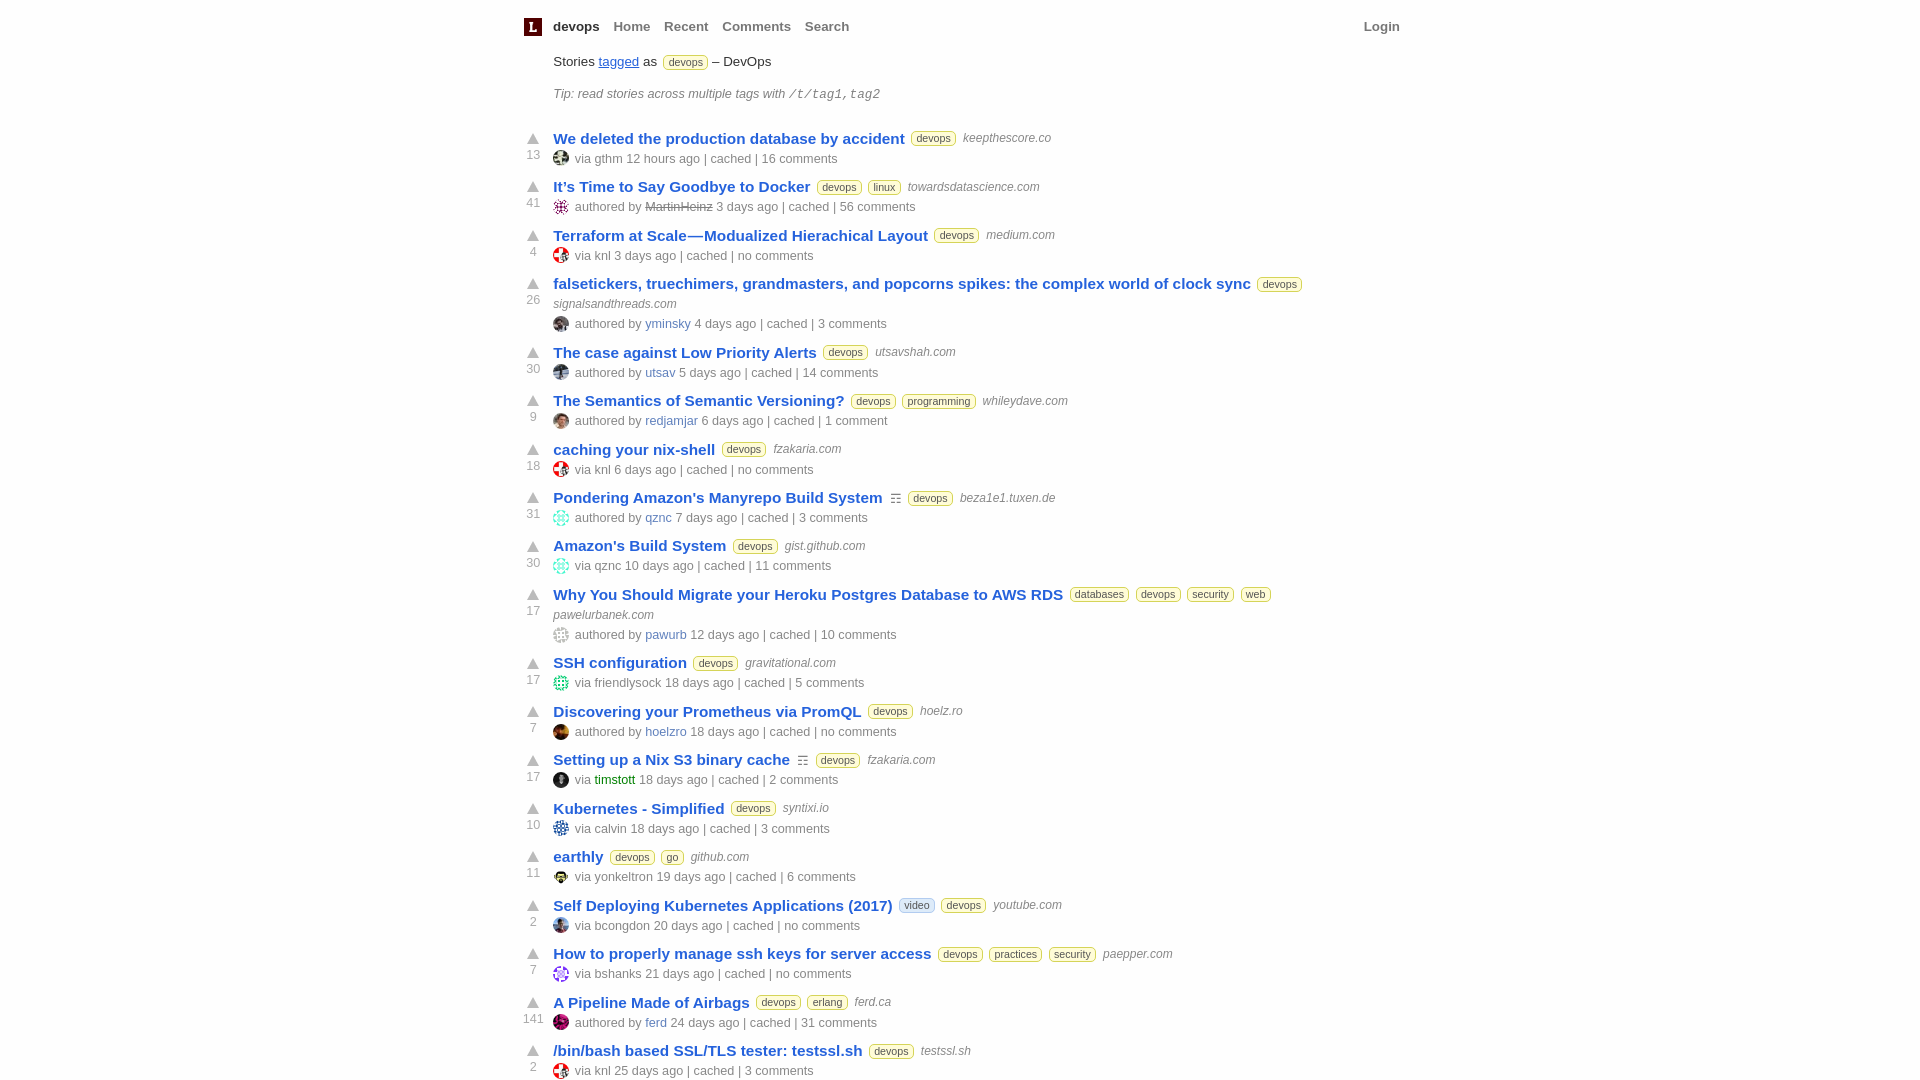 L devops Home Recent Comments Search Login
Stories tagged as devops – DevOps
Tip: read stories across multiple tags with /t/tag1,tag2
We deleted the production database by accident devops keepthescore.co
13
via gthm 12 hours ago | cached | 16 comments
It’s Time to Say Goodbye to Docker devops linux towardsdatascience.com
41
authored by MartinHeinz 3 days ago | cached | 56 comments
Terraform at Scale — Modualized Hierachical Layout devops medium.com
4
via knl 3 days ago | cached | no comments
falsetickers, truechimers, grandmasters, and popcorns spikes: the complex world of clock sync devops
26
signalsandthreads.com
authored by yminsky 4 days ago | cached | 3 comments
The case against Low Priority Alerts devops utsavshah.com
30
authored by utsav 5 days ago | cached | 14 comments
The Semantics of Semantic Versioning? devops programming whileydave.com
9
authored by redjamjar 6 days ago | cached | 1 comment
caching your nix-shell devops fzakaria.com
18
via knl 6 days ago | cached | no comments
Pondering Amazon's Manyrepo Build System ☶ devops beza1e1.tuxen.de
31
authored by qznc 7 days ago | cached | 3 comments
Amazon's Build System devops gist.github.com
30
via qznc 10 days ago | cached | 11 comments
Why You Should Migrate your Heroku Postgres Database to AWS RDS databases devops security web
17
pawelurbanek.com
authored by pawurb 12 days ago | cached | 10 comments
SSH configuration devops gravitational.com
17
via friendlysock 18 days ago | cached | 5 comments
Discovering your Prometheus via PromQL devops hoelz.ro
7
authored by hoelzro 18 days ago | cached | no comments
Setting up a Nix S3 binary cache ☶ devops fzakaria.com
17
via timstott 18 days ago | cached | 2 comments
Kubernetes - Simplified devops syntixi.io
10
via calvin 18 days ago | cached | 3 comments
earthly devops go github.com
11
via yonkeltron 19 days ago | cached | 6 comments
Self Deploying Kubernetes Applications (2017) video devops youtube.com
2
via bcongdon 20 days ago | cached | no comments
How to properly manage ssh keys for server access devops practices security paepper.com
7
via bshanks 21 days ago | cached | no comments
A Pipeline Made of Airbags devops erlang ferd.ca
141
authored by ferd 24 days ago | cached | 31 comments
/bin/bash based SSL/TLS tester: testssl.sh devops testssl.sh
2
via knl 25 days ago | cached | 3 comments